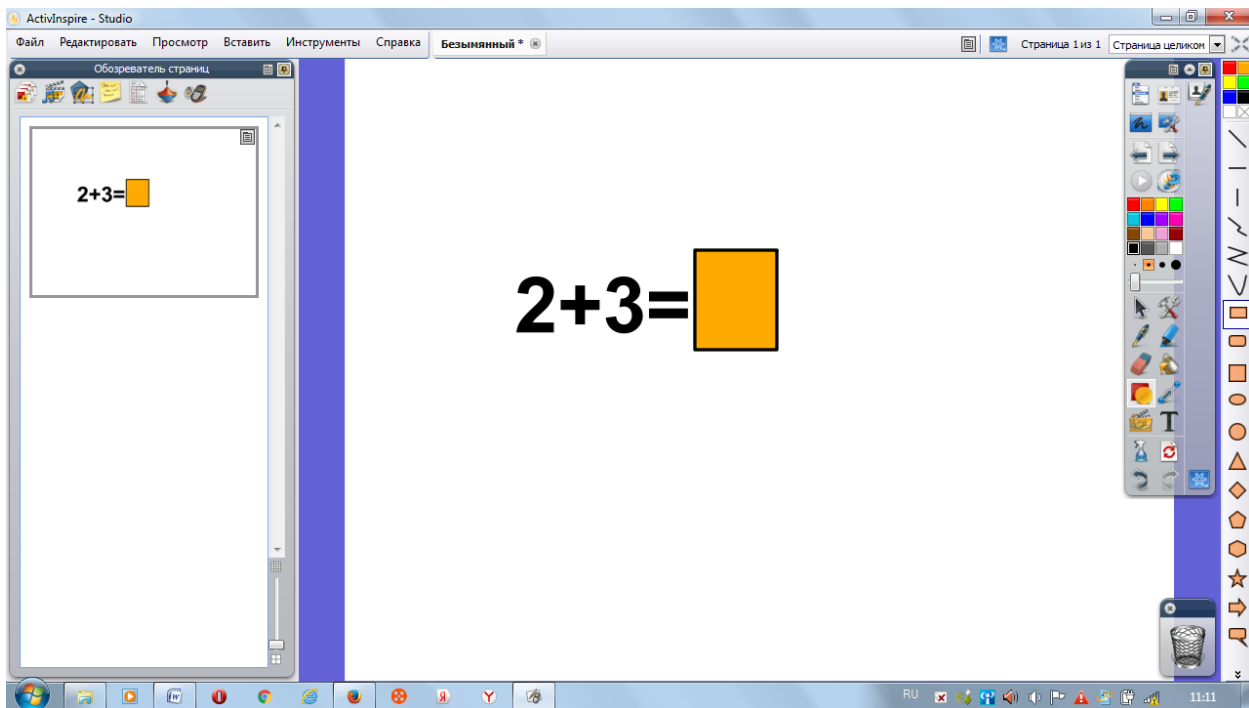 ActivInspire - Studio
Файл Редактировать Просмотр Вставить Инструменты Справка Безымянный * Страница 1 из 1 Страница целиком
Обозреватель страниц
2+3=
2+3=
T
RU 11:11